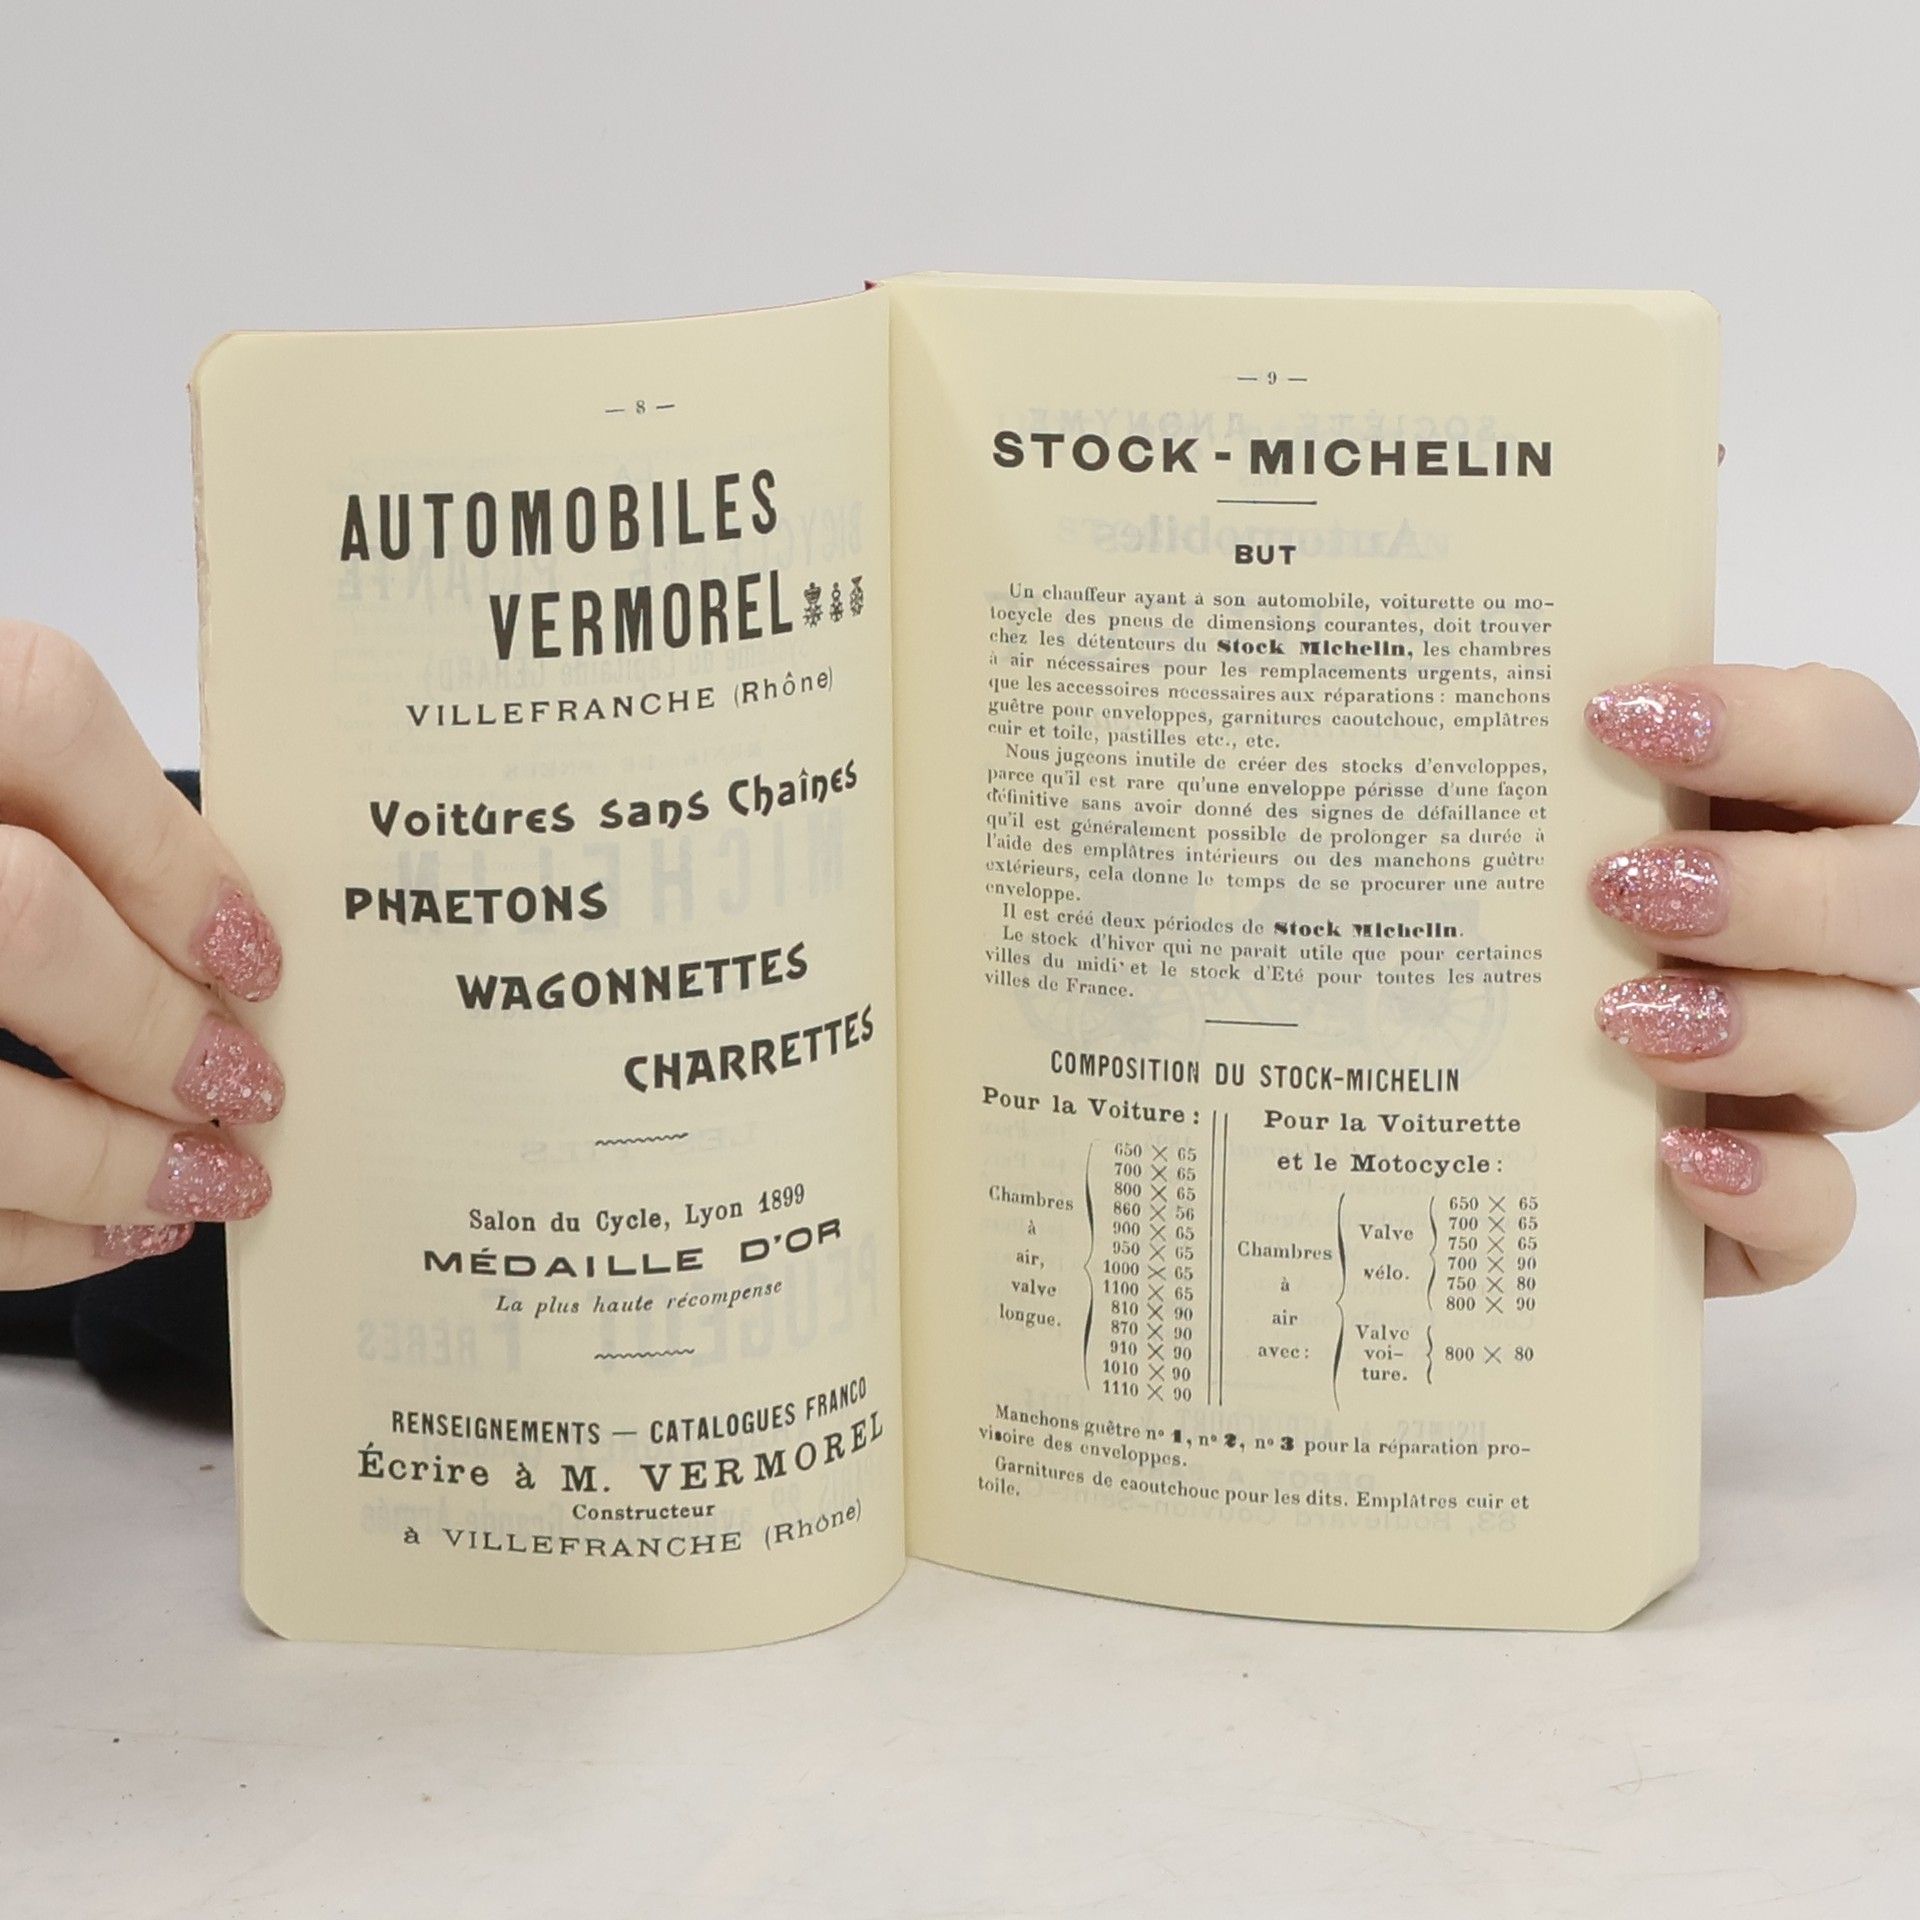 — 8 —
AUTOMOBILES
VERMOREL
VILLEFRANCHE (Rhône)
Voitures sans Chaînes
PHAETONS
WAGONNETTES
CHARRETTES
Salon du Cycle, Lyon 1899
MÉDAILLE D'OR
La plus haute récompense
RENSEIGNEMENTS — CATALOGUES FRANCO
Écrire à M. VERMOREL
Constructeur
à VILLEFRANCHE (Rhône)
— 9 —
STOCK - MICHELIN
BUT
Un chauffeur ayant à son automobile, voiturette ou mo-
tocycle des pneus de dimensions courantes, doit trouver
chez les détenteurs du Stock Michelin, les chambres
à air nécessaires pour les remplacements urgents, ainsi
que les accessoires nécessaires aux réparations : manchons
guêtre pour enveloppes, garnitures caoutchouc, emplâtres
cuir et toile, pastilles etc., etc.
Nous jugeons inutile de créer des stocks d'enveloppes,
parce qu'il est rare qu'une enveloppe périsse d'une façon
définitive sans avoir donné des signes de défaillance et
qu'il est généralement possible de prolonger sa durée à
l'aide des emplâtres intérieurs ou des manchons guêtre
extérieurs, cela donne le temps de se procurer une autre
enveloppe.
Il est créé deux périodes de Stock Michelin.
Le stock d'hiver qui ne parait utile que pour certaines
villes du midi et le stock d'Eté pour toutes les autres
villes de France.
COMPOSITION DU STOCK-MICHELIN
Pour la Voiture :
Chambres
à
air,
valve
longue.
650 × 65
700 × 65
800 × 65
860 × 56
900 × 65
950 × 65
1000 × 65
1100 × 65
810 × 90
870 × 90
910 × 90
1010 × 90
1110 × 90
Pour la Voiturette
et le Motocycle :
Chambres
à
air
avec :
Valve
vélo.
650 × 65
700 × 65
750 × 65
700 × 90
750 × 80
800 × 90
Valve
voi-
ture.
800 × 80
Manchons guêtre nº 1, nº 2, nº 3 pour la réparation pro-
visoire des enveloppes.
Garnitures de caoutchouc pour les dits. Emplâtres cuir et
toile.